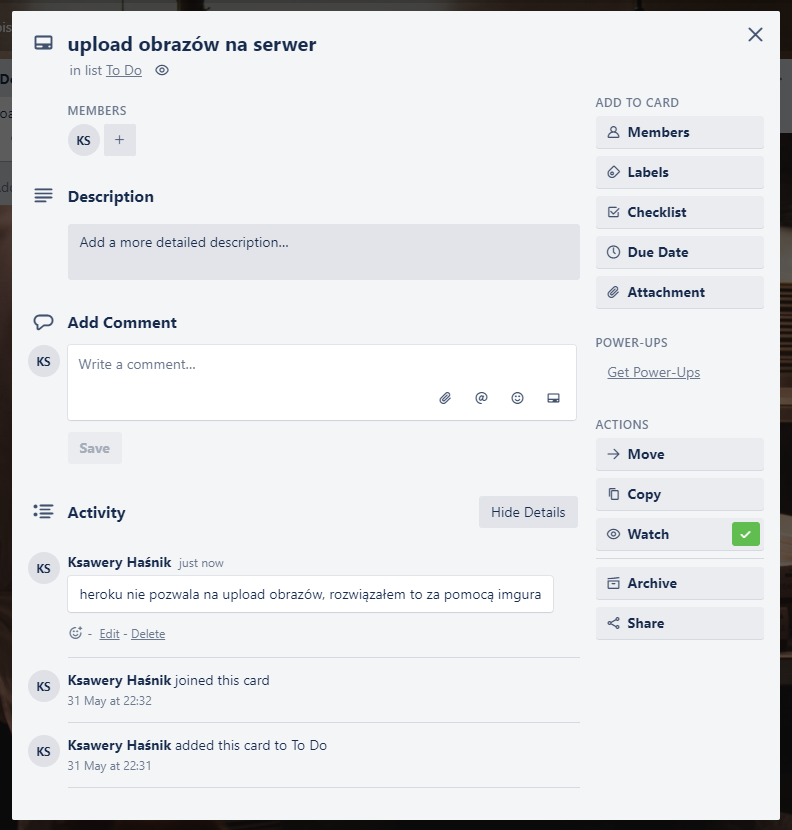 upload obrazów na serwer
in list To Do
MEMBERS
KS
+
Description
Add a more detailed description...
Add Comment
KS
Write a comment...
@
Save
Activity
Hide Details
KS
Ksawery Haśnik just now
heroku nie pozwala na upload obrazów, rozwiązałem to za pomocą imgura
- Edit - Delete
KS
Ksawery Haśnik joined this card
31 May at 22:32
KS
Ksawery Haśnik added this card to To Do
31 May at 22:31
ADD TO CARD
Members
Labels
Checklist
Due Date
Attachment
POWER-UPS
Get Power-Ups
ACTIONS
Move
Copy
Watch
Archive
Share